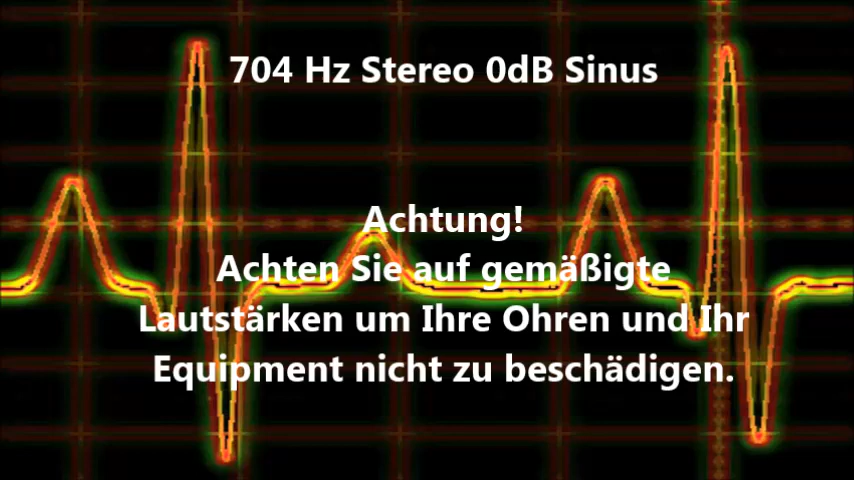 704 Hz Stereo 0dB Sinus
Achtung!
Achten Sie auf gemäßigte
Lautstärken um Ihre Ohren und Ihr
Equipment nicht zu beschädigen.